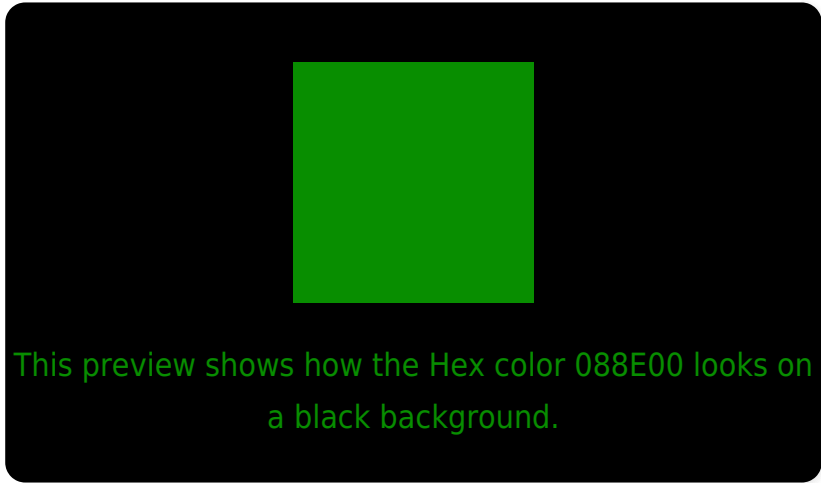 This preview shows how the Hex color 088E00 looks on
a black background.